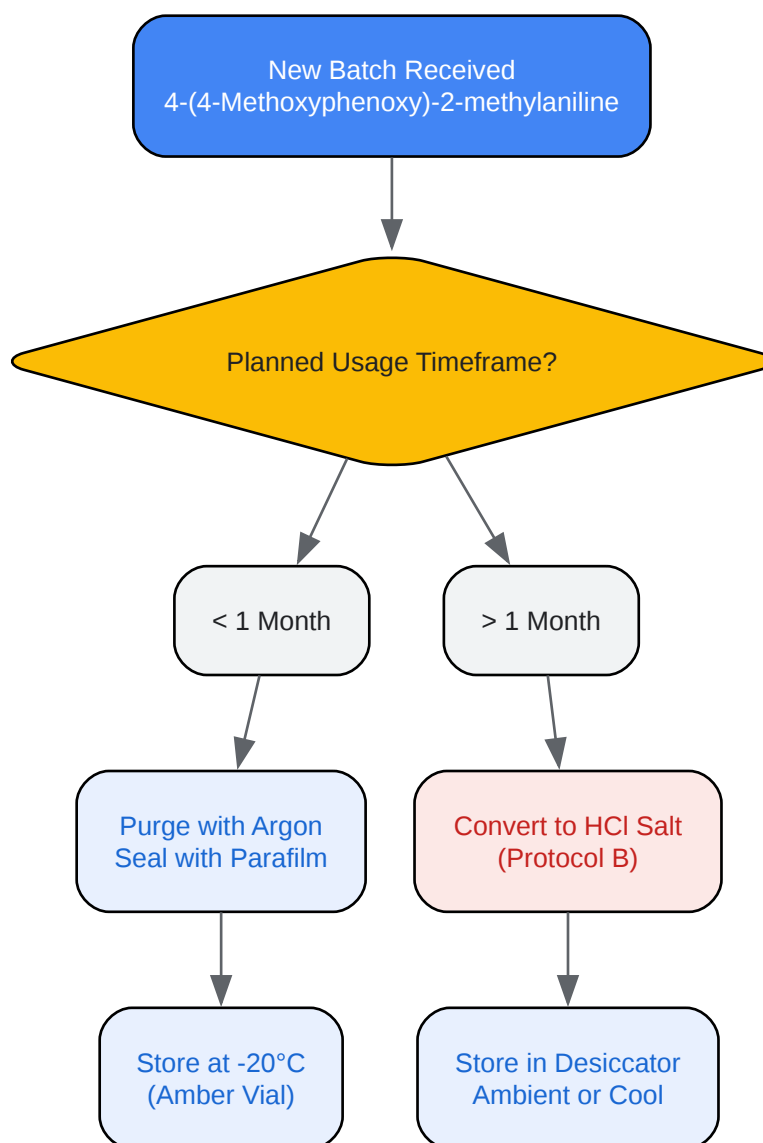 New Batch Received
4-(4-Methoxyphenoxy)-2-methylaniline
Planned Usage Timeframe?
< 1 Month
> 1 Month
Purge with Argon
Seal with Parafilm
Convert to HCl Salt
(Protocol B)
Store at -20°C
(Amber Vial)
Store in Desiccator
Ambient or Cool